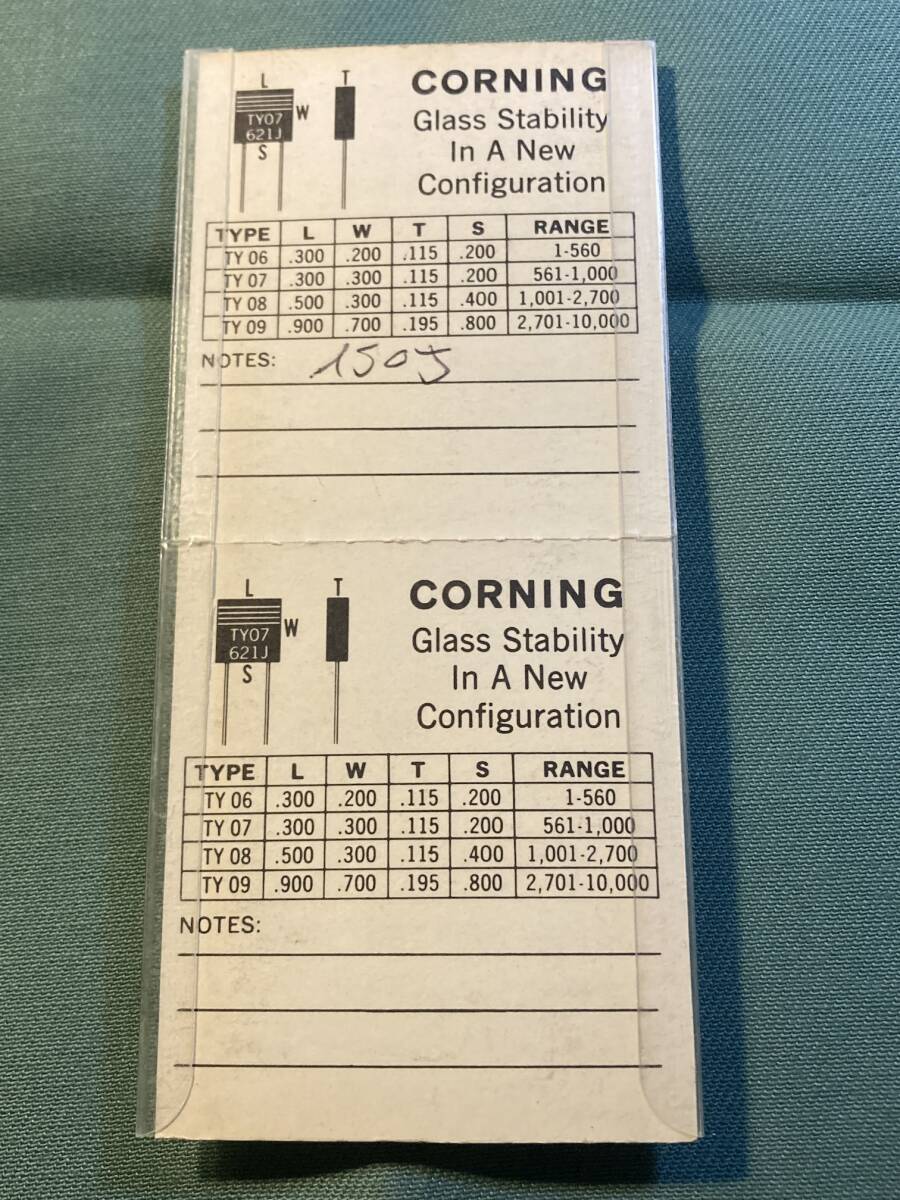 L T
TY07 W
621J
S
CORNING
Glass Stability
In A New
Configuration
TYPE L W T S RANGE
TY 06 .300 .200 .115 .200 1-560
TY 07 .300 .300 .115 .200 561-1,000
TY 08 .500 .300 .115 .400 1,001-2,700
TY 09 .900 .700 .195 .800 2,701-10,000
NOTES: 150J
L T
TY07 W
621J
S
CORNING
Glass Stability
In A New
Configuration
TYPE L W T S RANGE
TY 06 .300 .200 .115 .200 1-560
TY 07 .300 .300 .115 .200 561-1,000
TY 08 .500 .300 .115 .400 1,001-2,700
TY 09 .900 .700 .195 .800 2,701-10,000
NOTES: